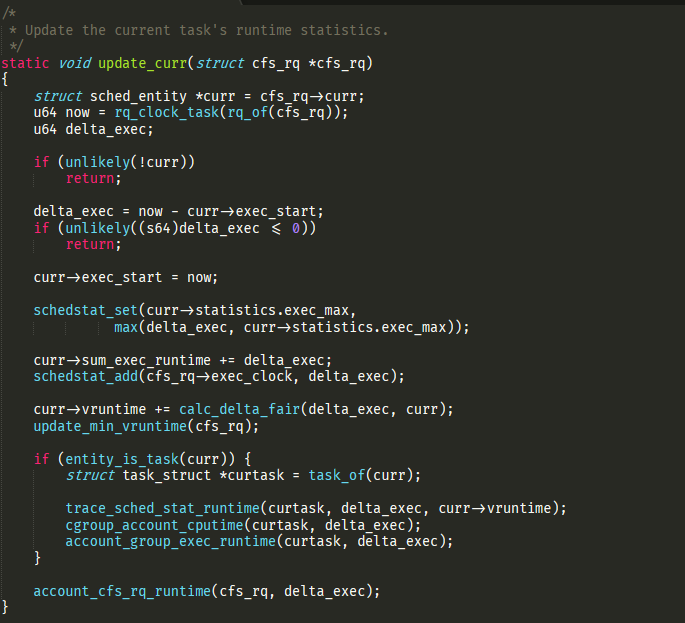 /*
 * Update the current task's runtime statistics.
 */
static void update_curr(struct cfs_rq *cfs_rq)
{
    struct sched_entity *curr = cfs_rq->curr;
    u64 now = rq_clock_task(rq_of(cfs_rq));
    u64 delta_exec;

    if (unlikely(!curr))
        return;

    delta_exec = now - curr->exec_start;
    if (unlikely((s64)delta_exec <= 0))
        return;

    curr->exec_start = now;

    schedstat_set(curr->statistics.exec_max,
              max(delta_exec, curr->statistics.exec_max));

    curr->sum_exec_runtime += delta_exec;
    schedstat_add(cfs_rq->exec_clock, delta_exec);

    curr->vruntime += calc_delta_fair(delta_exec, curr);
    update_min_vruntime(cfs_rq);

    if (entity_is_task(curr)) {
        struct task_struct *curtask = task_of(curr);

        trace_sched_stat_runtime(curtask, delta_exec, curr->vruntime);
        cgroup_account_cputime(curtask, delta_exec);
        account_group_exec_runtime(curtask, delta_exec);
    }

    account_cfs_rq_runtime(cfs_rq, delta_exec);
}